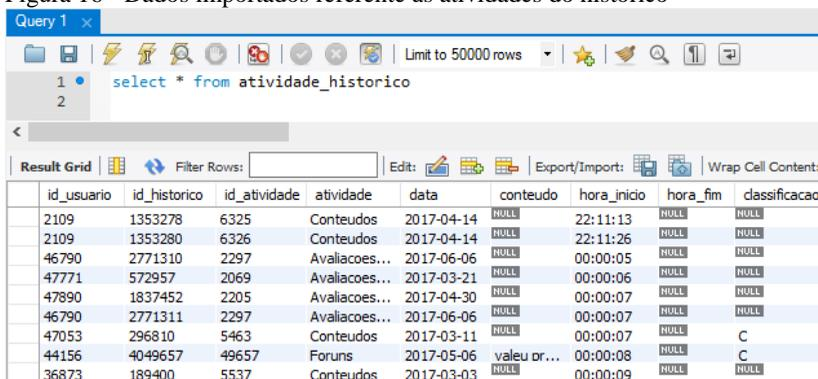 Figura 16 - Dados importados referente as atividades do histórico
Query 1 ×
Limit to 50000 rows
1 select * from atividade_historico
2
Result Grid Filter Rows: Edit: Export/Import: Wrap Cell Content:
id_usuario id_historico id_atividade atividade data conteudo hora_inicio hora_fim classificacao
2109 1353278 6325 Conteudos 2017-04-14 NULL 22:11:13 NULL NULL
2109 1353280 6326 Conteudos 2017-04-14 NULL 22:11:26 NULL NULL
46790 2771310 2297 Avaliacoes... 2017-06-06 NULL 00:00:05 NULL NULL
47771 572957 2069 Avaliacoes... 2017-03-21 NULL 00:00:06 NULL NULL
47890 1837452 2205 Avaliacoes... 2017-04-30 NULL 00:00:07 NULL NULL
46790 2771311 2297 Avaliacoes... 2017-06-06 NULL 00:00:07 NULL NULL
47053 296810 5463 Conteudos 2017-03-11 NULL 00:00:07 NULL C
44156 4049657 49657 Foruns 2017-05-06 valeu pr... 00:00:08 NULL C
36873 189400 5537 Conteudos 2017-03-03 NULL 00:00:09 NULL NULL